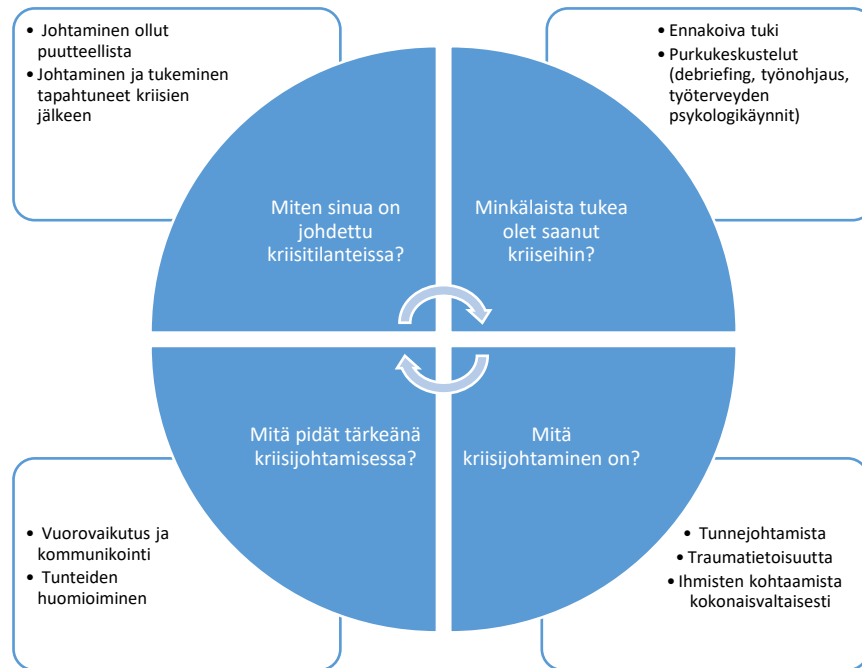 • Johtaminen ollut
puutteellista
• Johtaminen ja tukeminen
tapahtuneet kriisien
jälkeen
• Ennakoiva tuki
• Purkukeskustelut
(debriefing, työnohjaus,
työterveyden
psykologikäynnit)
Miten sinua on
johdettu
kriisitilanteissa?
Minkälaista tukea
olet saanut
kriiseihin?
Mitä pidät tärkeänä
kriisijohtamisessa?
Mitä
kriisijohtaminen on?
• Vuorovaikutus ja
kommunikointi
• Tunteiden
huomioiminen
• Tunnejohtamista
• Traumatietoisuutta
• Ihmisten kohtaamista
kokonaisvaltaisesti